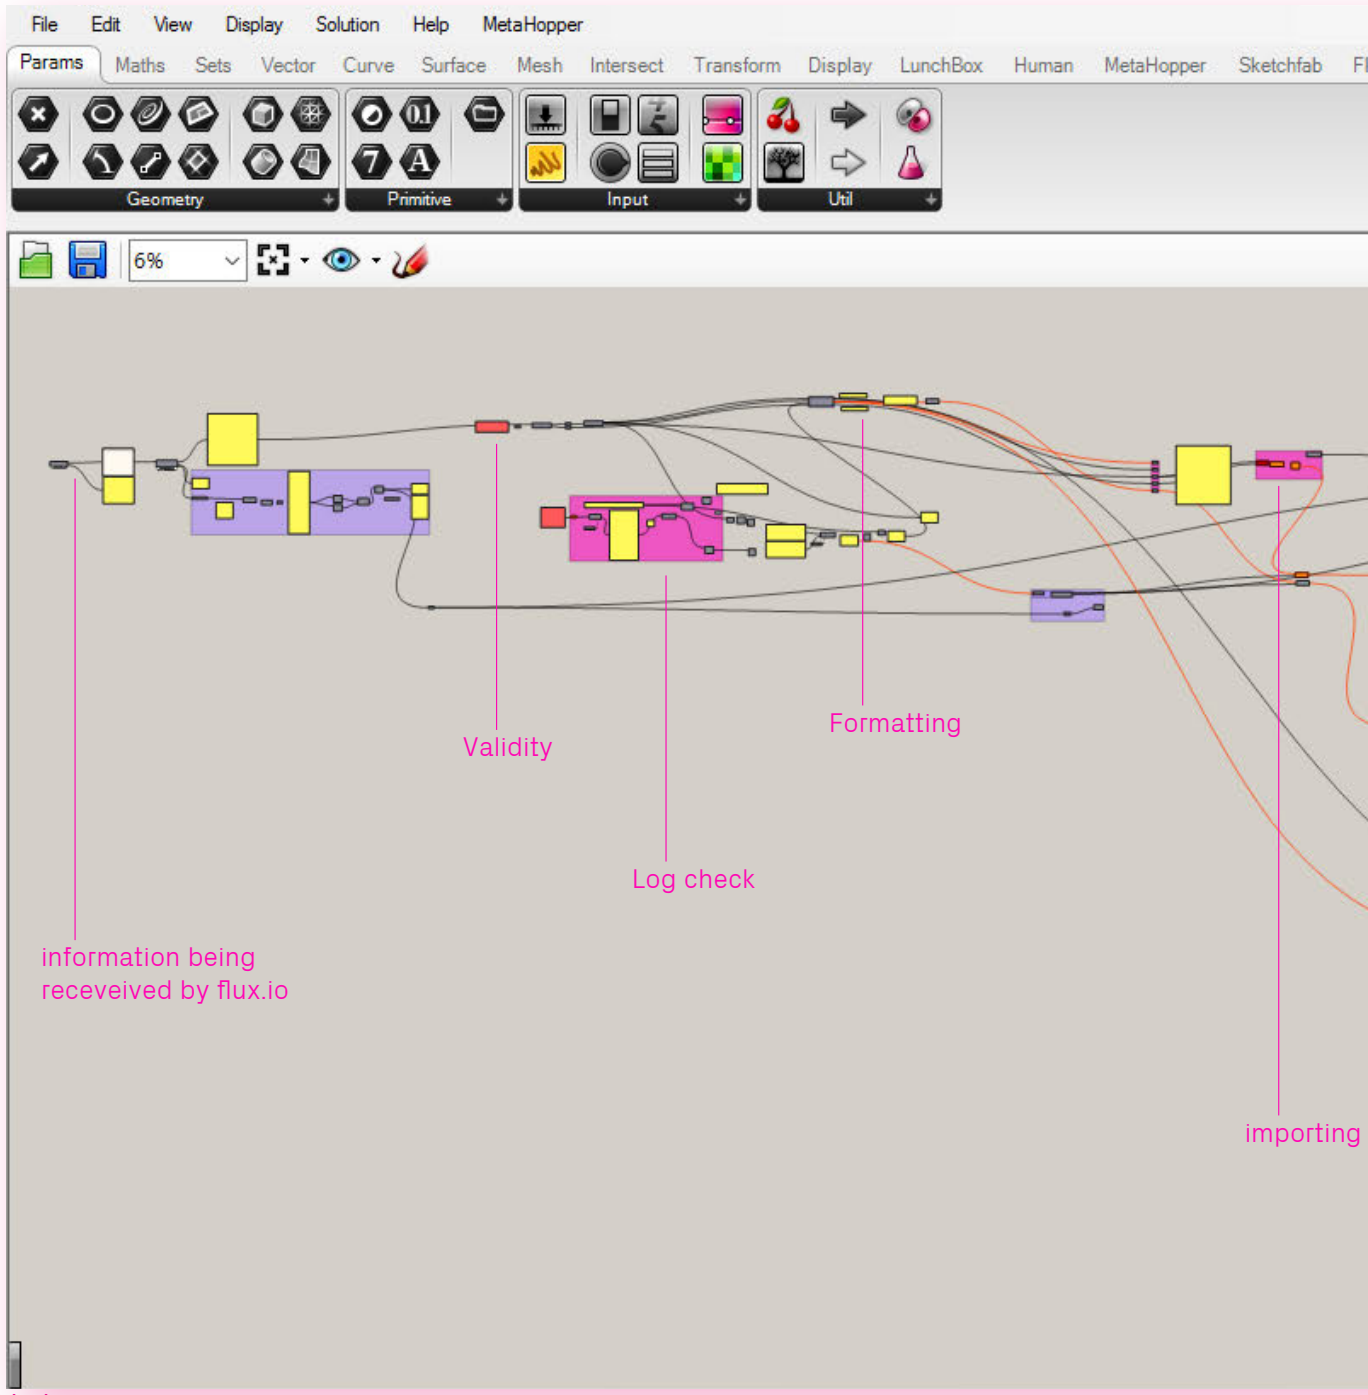 File Edit View Display Solution Help MetaHopper
Params Maths Sets Vector Curve Surface Mesh Intersect Transform Display LunchBox Human MetaHopper Sketchfab
Geometry Primitive Input Util
6%
Formatting
Validity
Log check
information being
receveived by flux.io
importing